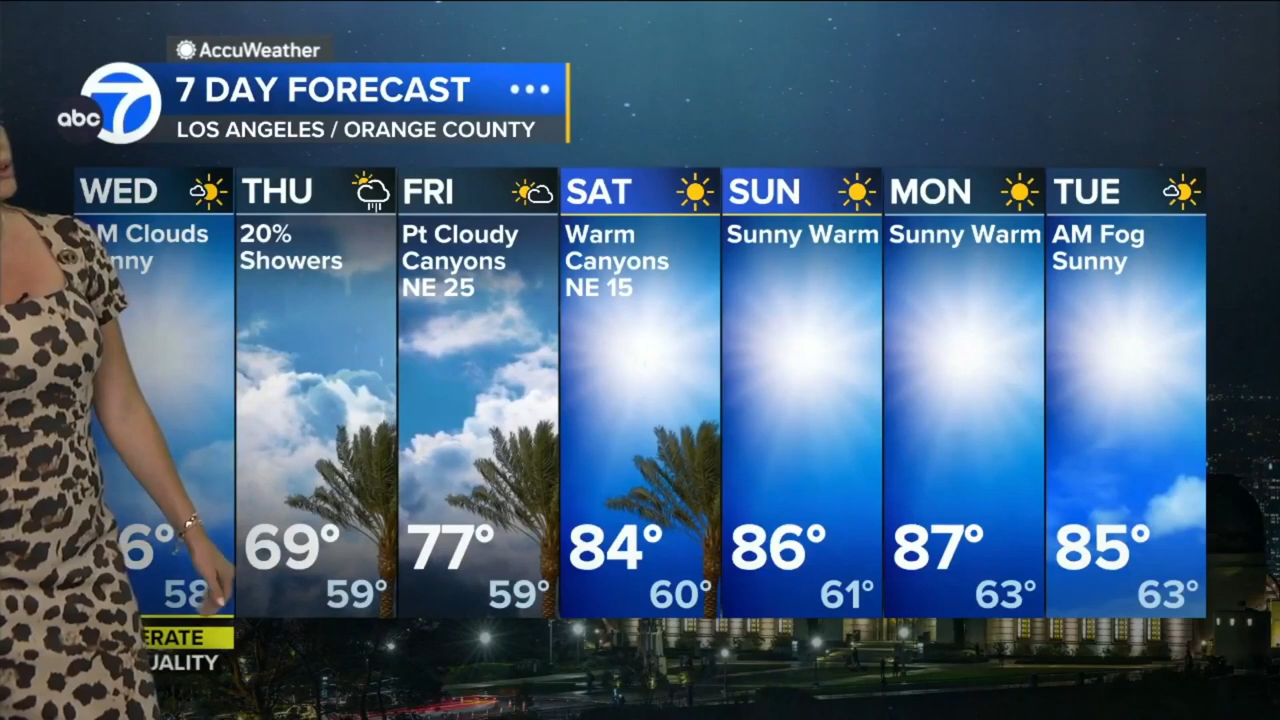 AccuWeather
abc 7
7 DAY FORECAST
LOS ANGELES / ORANGE COUNTY
WED
Clouds
58
THU
20%
Showers
69°
59°
FRI
Pt Cloudy
Canyons
NE 25
77°
59°
SAT
Warm
Canyons
NE 15
84°
60°
SUN
Sunny Warm
86°
61°
MON
Sunny Warm
87°
63°
TUE
AM Fog
Sunny
85°
63°